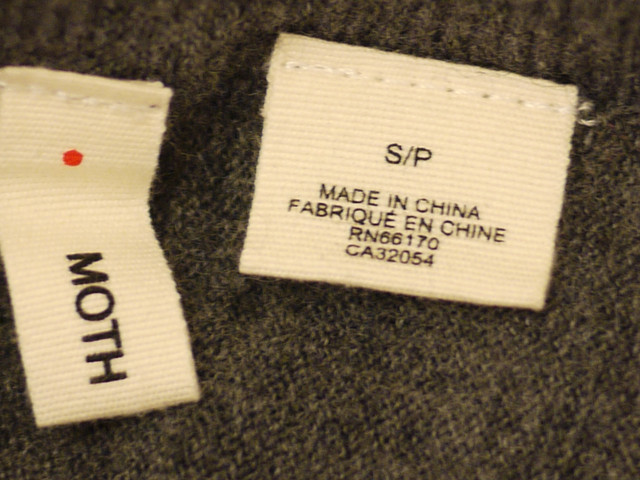 MOTH
S/P
MADE IN CHINA
FABRIQUÉ EN CHINE
RN66170
CA32054